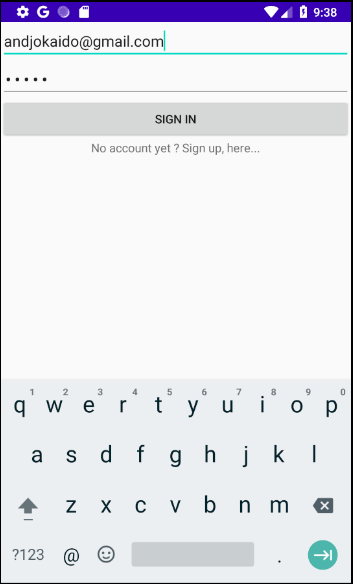 9:38
andjokaido@gmail.com
•••••
SIGN IN
No account yet ? Sign up, here...
1 2 3 4 5 6 7 8 9 0
q w e r t y u i o p
a s d f g h j k l
z x c v b n m
?123 @ .